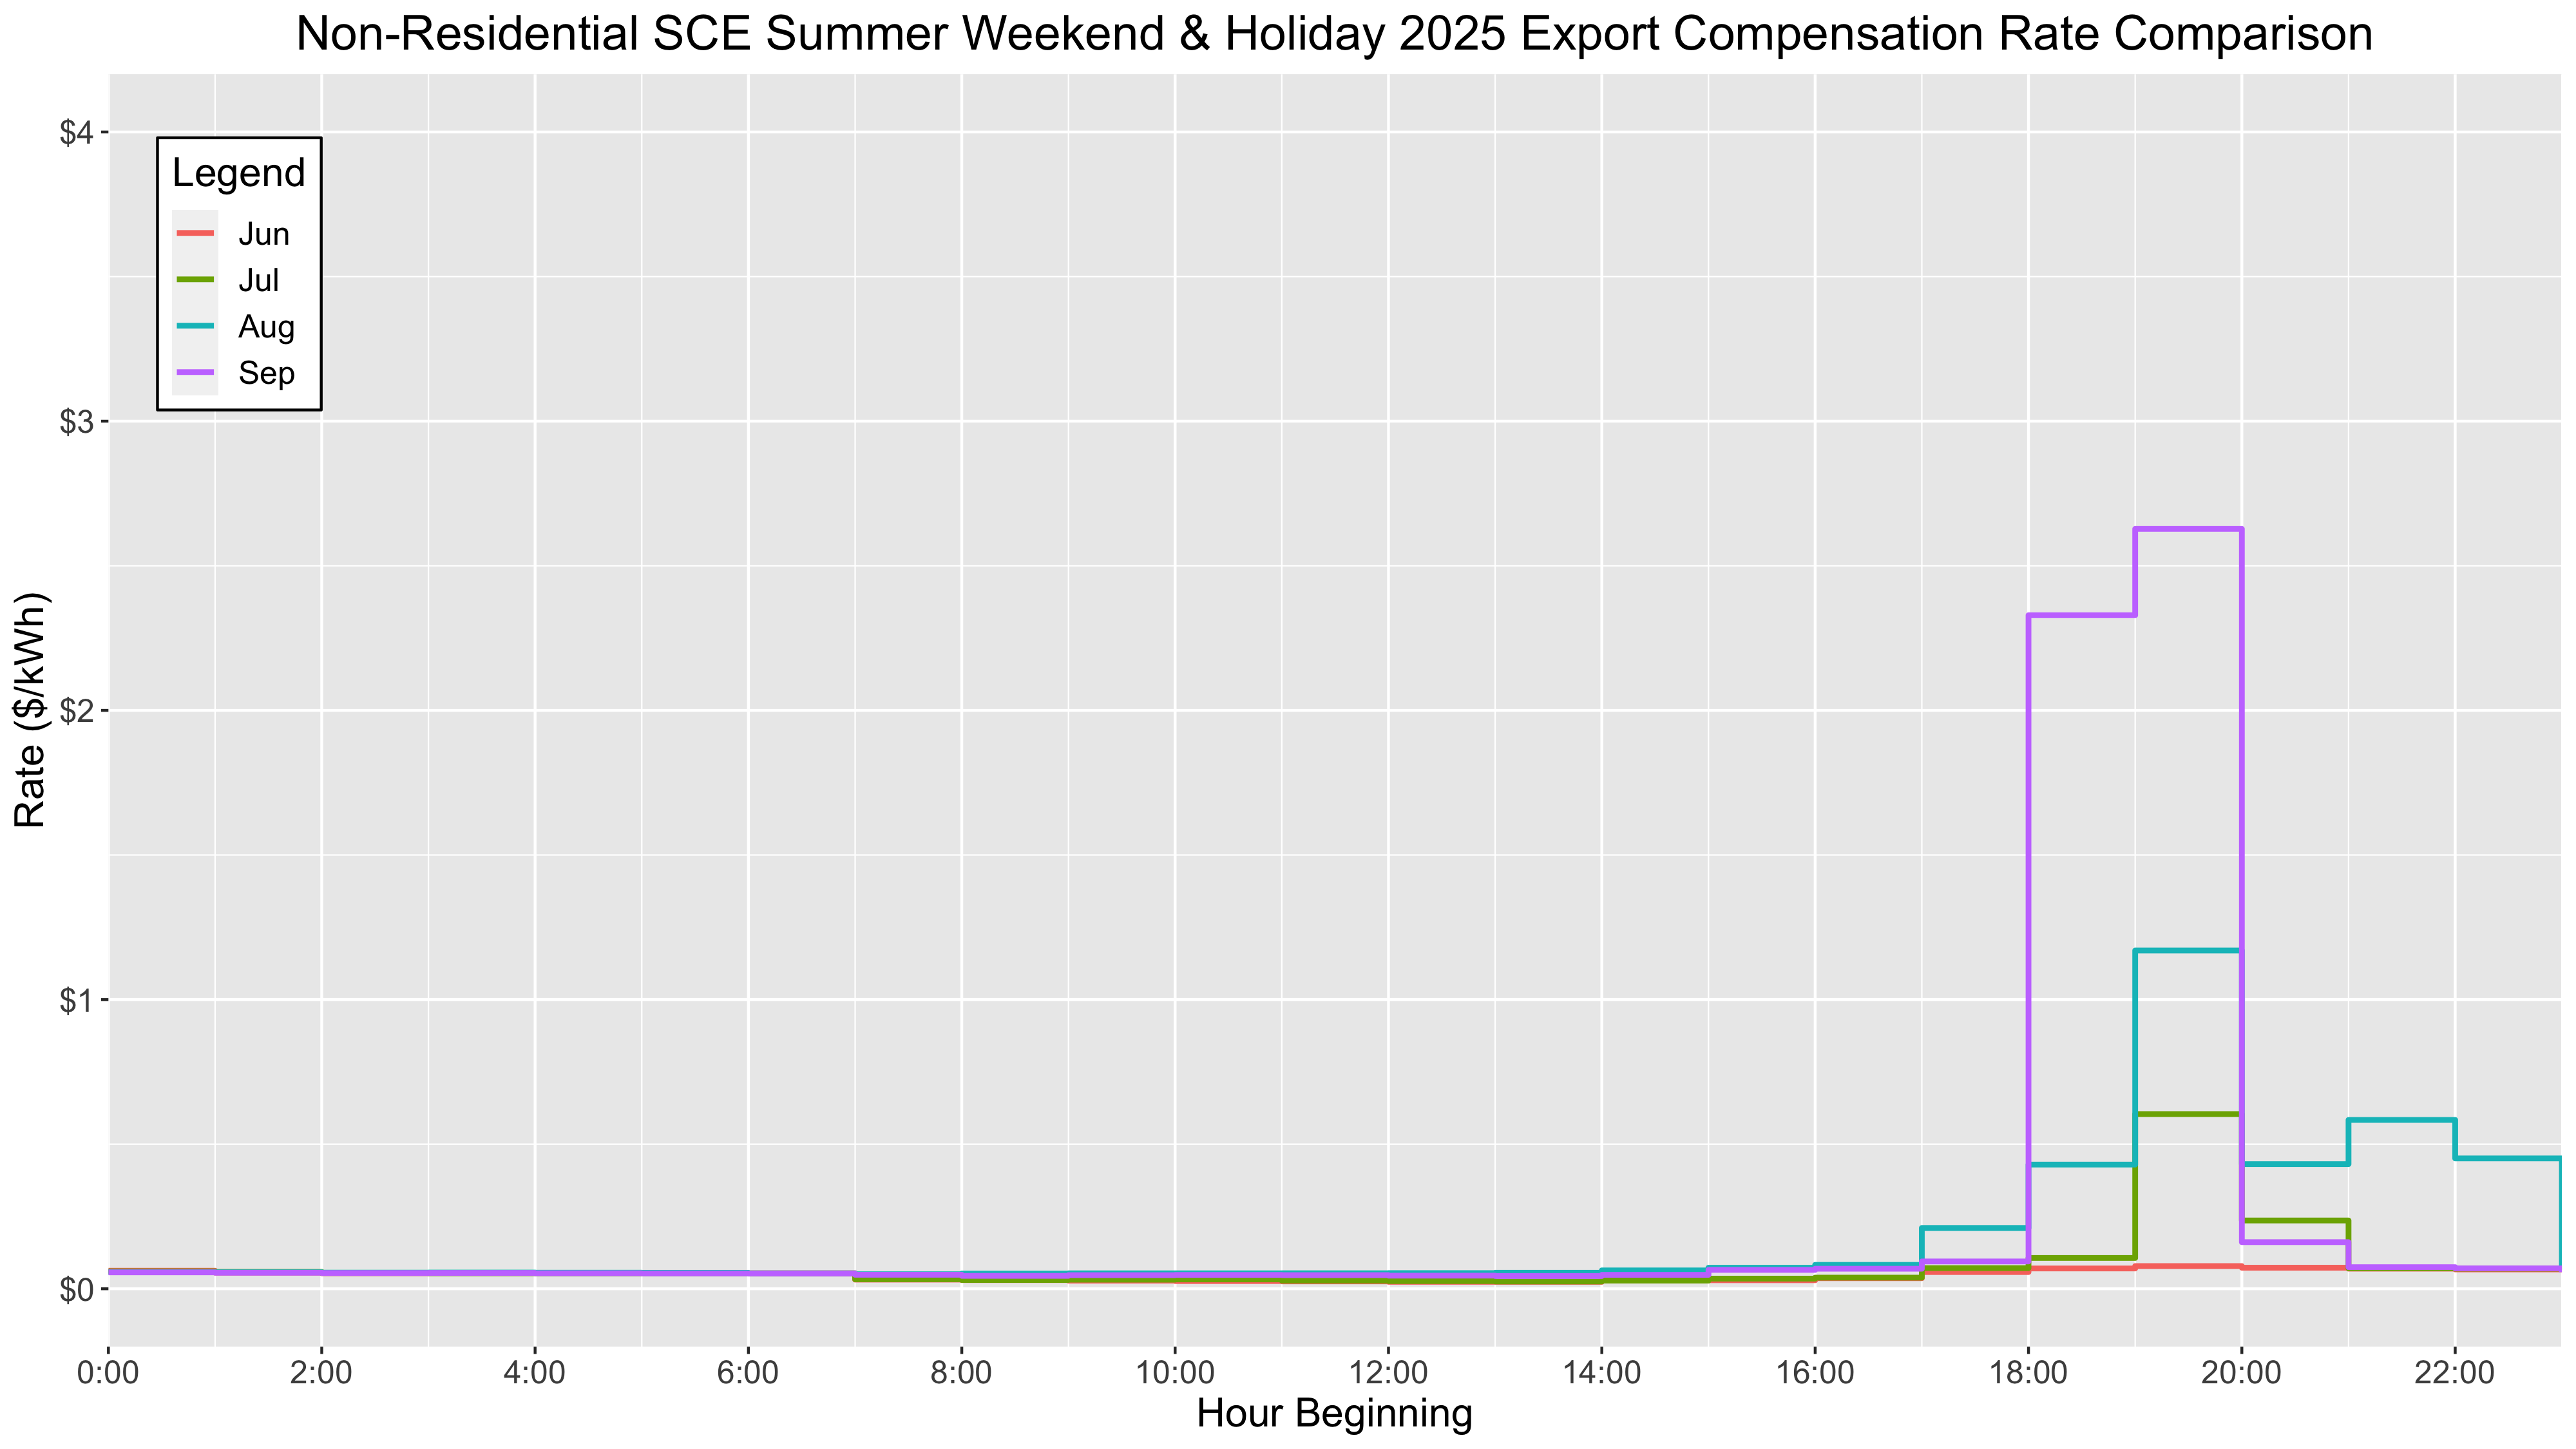 Non-Residential SCE Summer Weekend & Holiday 2025 Export Compensation Rate Comparison
$4
Legend
Jun
Jul
Aug
Sep
$3
Rate ($/kWh)
$2
$1
$0
0:00 2:00 4:00 6:00 8:00 10:00 12:00 14:00 16:00 18:00 20:00 22:00
Hour Beginning